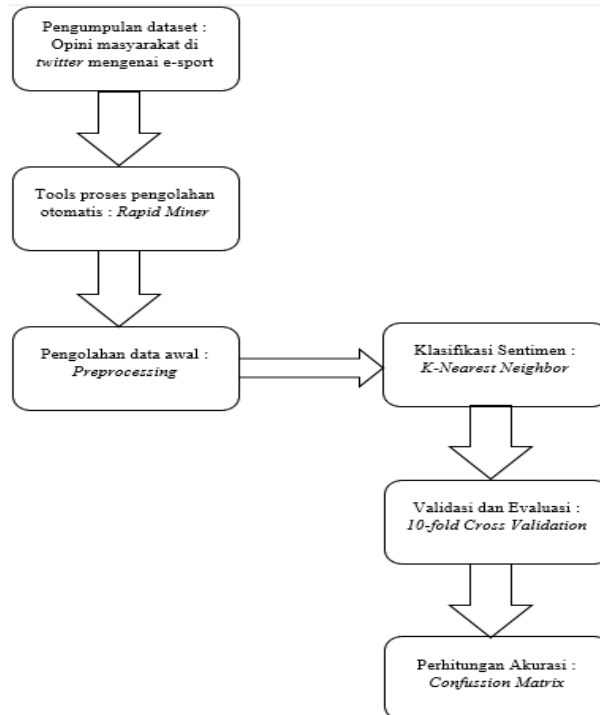 Pengumpulan dataset :
Opini masyarakat di
twitter mengenai e-sport
Tools proses pengolahan
otomatis : Rapid Miner
Pengolahan data awal :
Preprocessing
Klasifikasi Sentimen :
K-Nearest Neighbor
Validasi dan Evaluasi :
10-fold Cross Validation
Perhitungan Akurasi :
Confussion Matrix